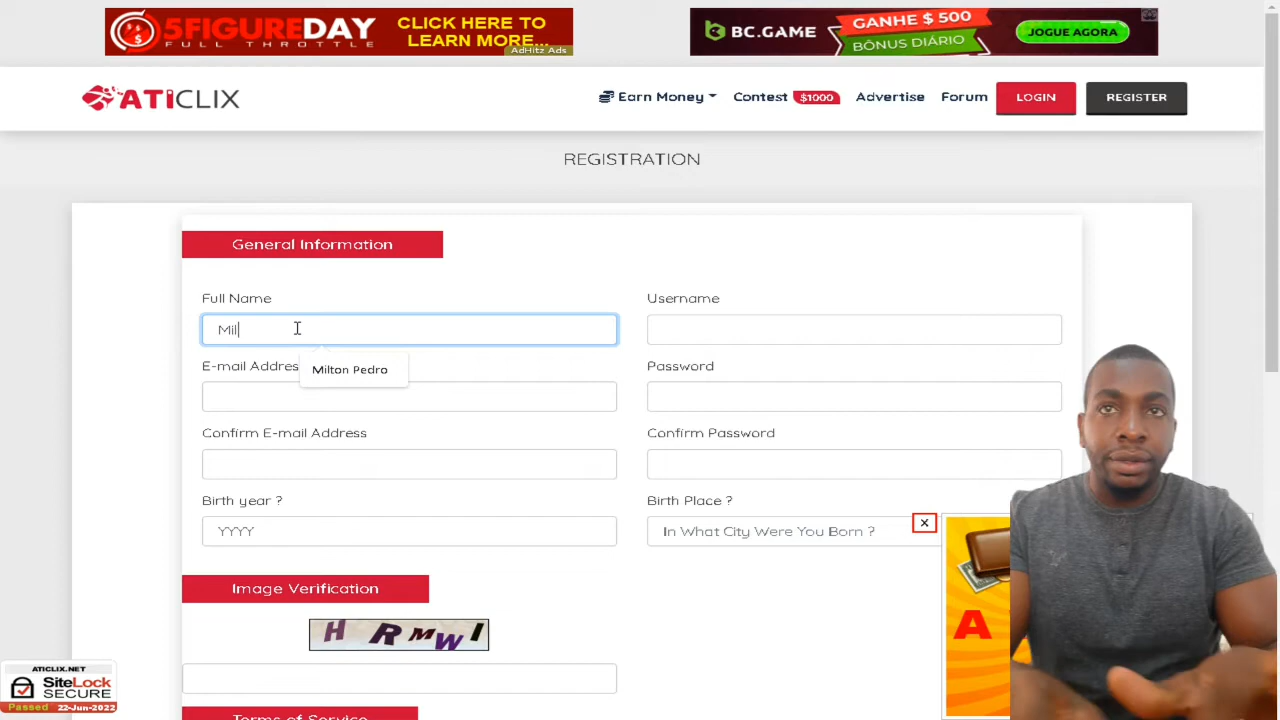 5FIGUREDAY
FULL THROTTLE
CLICK HERE TO
LEARN MORE...
AdHitz Ads
BC.GAME
GANHE $ 500
BÔNUS DIÁRIO
JOGUE AGORA
ATICLIX
Earn Money
Contest $1000
Advertise
Forum
LOGIN
REGISTER
REGISTRATION
General Information
Full Name
Username
Mil
E-mail Addres
Milton Pedro
Password
Confirm E-mail Address
Confirm Password
Birth year ?
Birth Place ?
YYYY
In What City Were You Born ?
Image Verification
H R M W I
A
ATICLIX.NET
SiteLock
SECURE
Passed 22-Jun-2022
Terms of Service